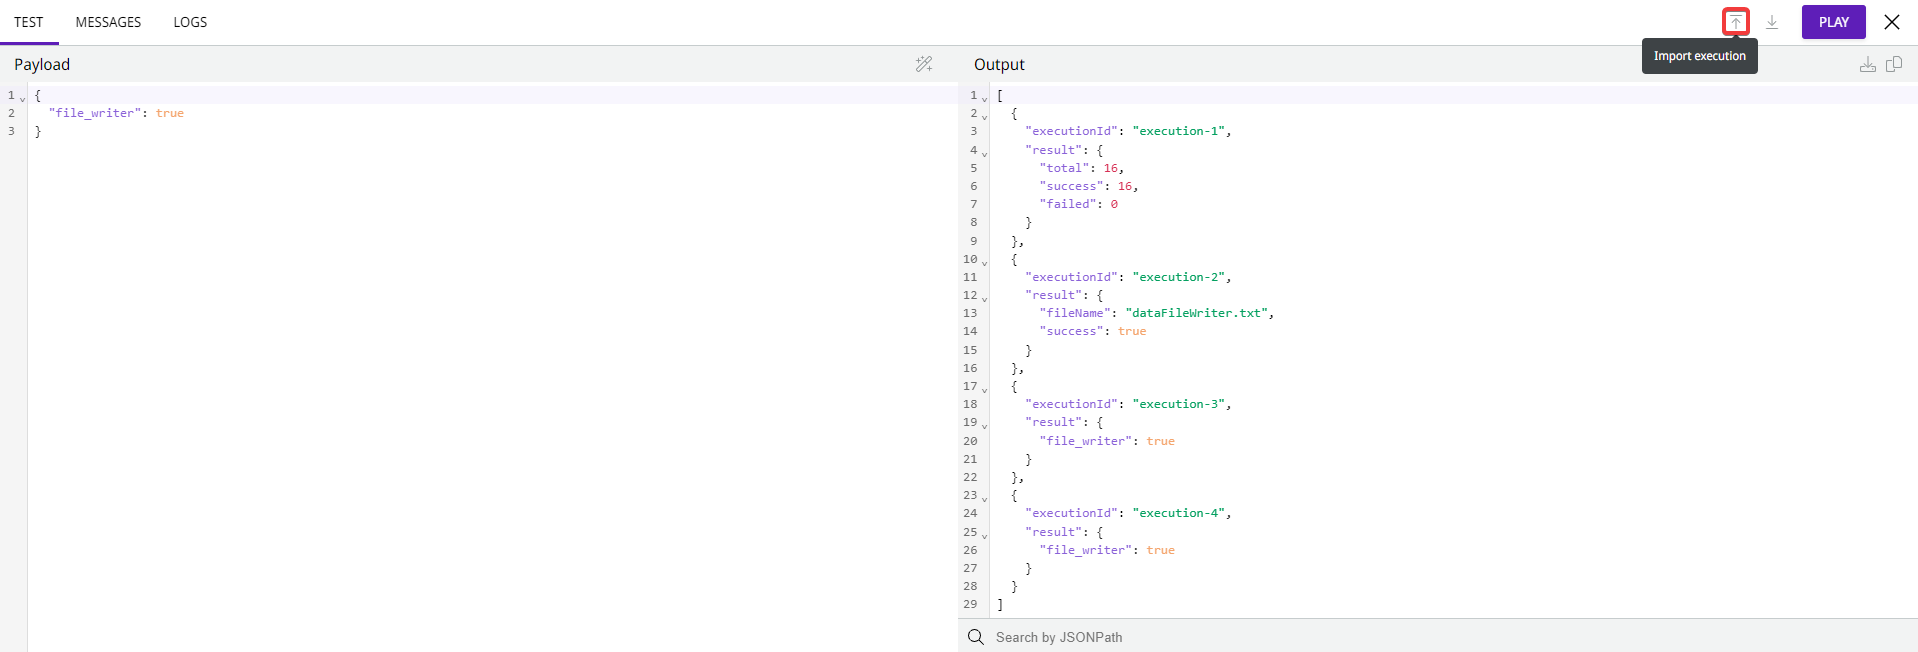 TEST MESSAGES LOGS PLAY
Import execution
Payload
1 {
2 "file_writer": true
3 }
Output
1 [
2 {
3 "executionId": "execution-1",
4 "result": {
5 "total": 16,
6 "success": 16,
7 "failed": 0
8 }
9 },
10 {
11 "executionId": "execution-2",
12 "result": {
13 "fileName": "dataFileWriter.txt",
14 "success": true
15 }
16 },
17 {
18 "executionId": "execution-3",
19 "result": {
20 "file_writer": true
21 }
22 },
23 {
24 "executionId": "execution-4",
25 "result": {
26 "file_writer": true
27 }
28 }
29 ]
Search by JSONPath